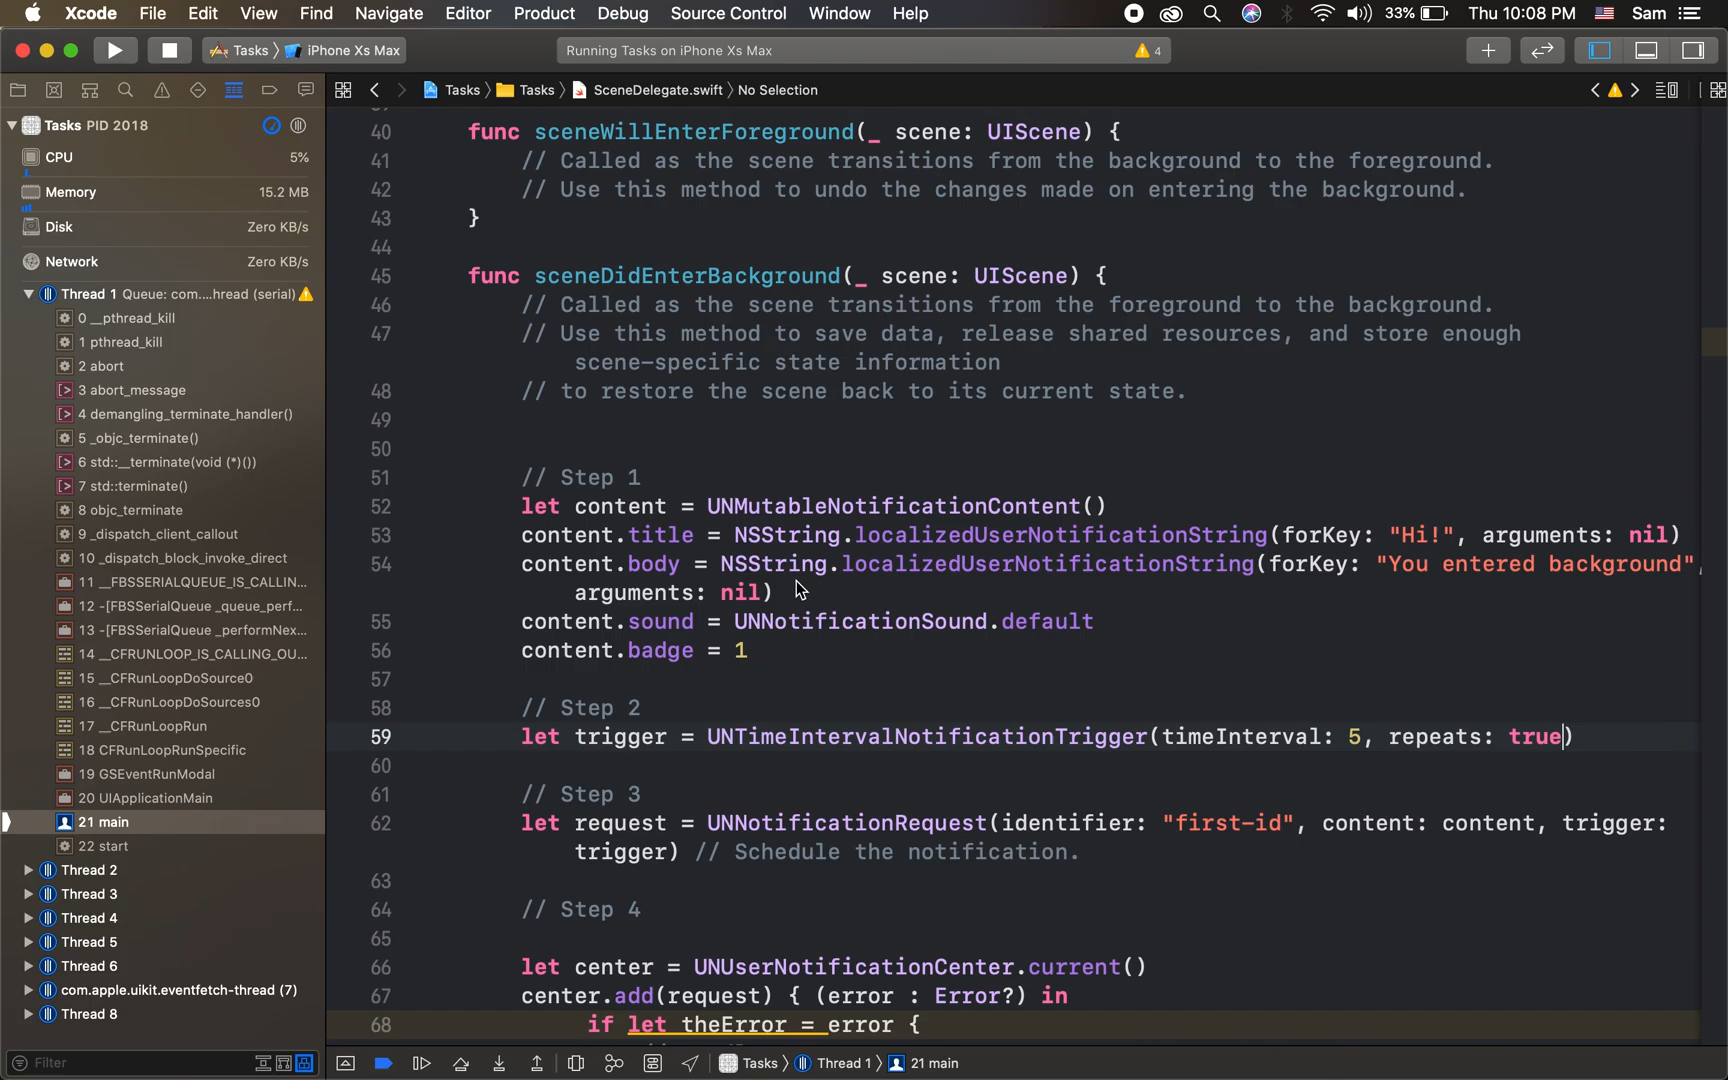 Xcode File Edit View Find Navigate Editor Product Debug Source Control Window Help 33% Thu 10:08 PM Sam
Tasks iPhone Xs Max Running Tasks on iPhone Xs Max 4
Tasks Tasks SceneDelegate.swift No Selection
Tasks PID 2018
CPU 5%
Memory 15.2 MB
Disk Zero KB/s
Network Zero KB/s
Thread 1 Queue: com....hread (serial)
0 __pthread_kill
1 pthread_kill
2 abort
3 abort_message
4 demangling_terminate_handler()
5 _objc_terminate()
6 std::__terminate(void (*)())
7 std::terminate()
8 objc_terminate
9 _dispatch_client_callout
10 _dispatch_block_invoke_direct
11 __FBSSERIALQUEUE_IS_CALLIN...
12 -[FBSSerialQueue _queue_perf...
13 -[FBSSerialQueue _performNex...
14 __CFRUNLOOP_IS_CALLING_OU...
15 __CFRunLoopDoSource0
16 __CFRunLoopDoSources0
17 __CFRunLoopRun
18 CFRunLoopRunSpecific
19 GSEventRunModal
20 UIApplicationMain
21 main
22 start
Thread 2
Thread 3
Thread 4
Thread 5
Thread 6
com.apple.uikit.eventfetch-thread (7)
Thread 8
Filter
40 func sceneWillEnterForeground(_ scene: UIScene) {
41 // Called as the scene transitions from the background to the foreground.
42 // Use this method to undo the changes made on entering the background.
43 }
44
45 func sceneDidEnterBackground(_ scene: UIScene) {
46 // Called as the scene transitions from the foreground to the background.
47 // Use this method to save data, release shared resources, and store enough
scene-specific state information
48 // to restore the scene back to its current state.
49
50
51 // Step 1
52 let content = UNMutableNotificationContent()
53 content.title = NSString.localizedUserNotificationString(forKey: "Hi!", arguments: nil)
54 content.body = NSString.localizedUserNotificationString(forKey: "You entered background",
arguments: nil)
55 content.sound = UNNotificationSound.default
56 content.badge = 1
57
58 // Step 2
59 let trigger = UNTimeIntervalNotificationTrigger(timeInterval: 5, repeats: true)
60
61 // Step 3
62 let request = UNNotificationRequest(identifier: "first-id", content: content, trigger:
trigger) // Schedule the notification.
63
64 // Step 4
65
66 let center = UNUserNotificationCenter.current()
67 center.add(request) { (error : Error?) in
68 if let theError = error {
Tasks Thread 1 21 main